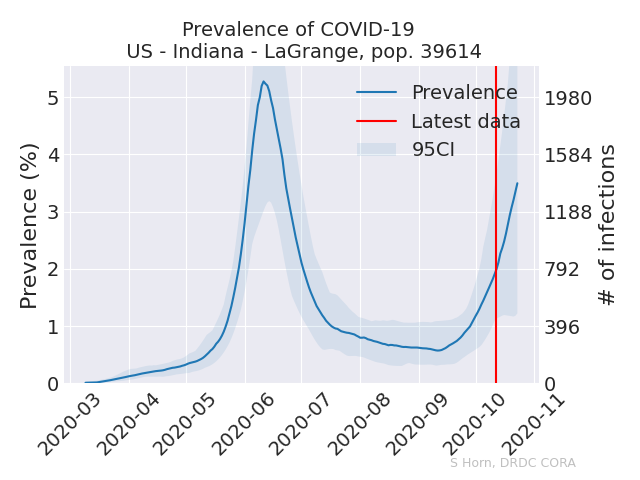 Prevalence of COVID-19
US - Indiana - LaGrange, pop. 39614
Prevalence
Latest data
95CI
Prevalence (%)
5
4
3
2
1
0
1980
1584
1188
792
396
0
# of infections
2020-03
2020-04
2020-05
2020-06
2020-07
2020-08
2020-09
2020-10
2020-11
S Horn, DRDC CORA